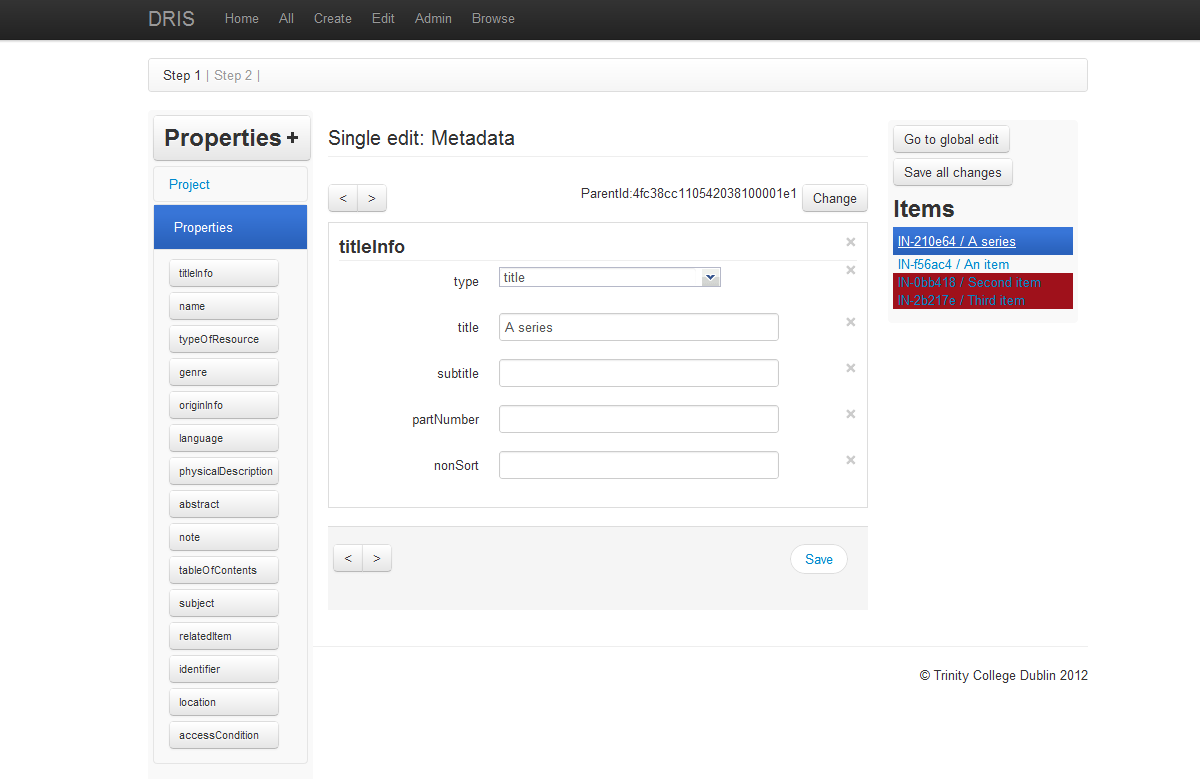 DRIS Home All Create Edit Admin Browse
Step 1 | Step 2 |
Properties +
Project
Properties
titleInfo
name
typeOfResource
genre
originInfo
language
physicalDescription
abstract
note
tableOfContents
subject
relatedItem
identifier
location
accessCondition
Single edit: Metadata
< > ParentId:4fc38cc110542038100001e1 Change
titleInfo ×
type title ×
title A series ×
subtitle ×
partNumber ×
nonSort ×
< > Save
Go to global edit
Save all changes
Items
IN-210e64 / A series
IN-f56ac4 / An item
IN-0bb418 / Second item
IN-2b217e / Third item
© Trinity College Dublin 2012